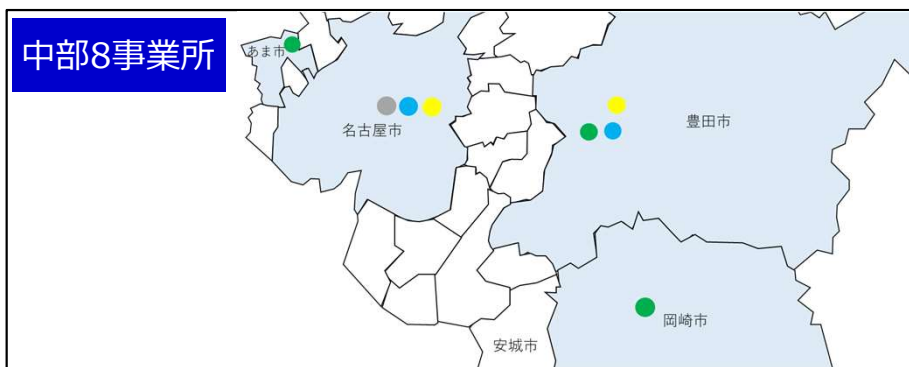 中部8事業所
あま市
名古屋市
豊田市
岡崎市
安城市